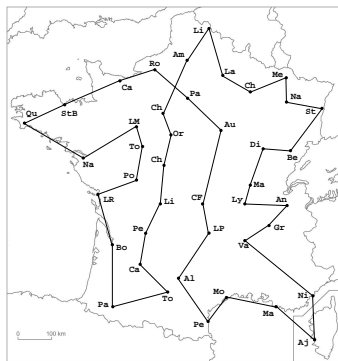 Li
Am
Ro
La
Me
Ch
Ca
Pa
Na
StB
Ch
St
Qu
LM
Or
Au
To
Di
Be
Na
Ch
Po
Ma
LR
Li
CF
Ly
An
Gr
Pe
LP
Va
Bo
Ca
Al
To
Mo
Ni
Pa
Ma
Pe
0 100 km
Aj